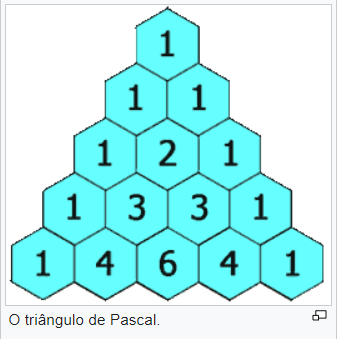 1
1 1
1 2 1
1 3 3 1
1 4 6 4 1
O triângulo de Pascal.